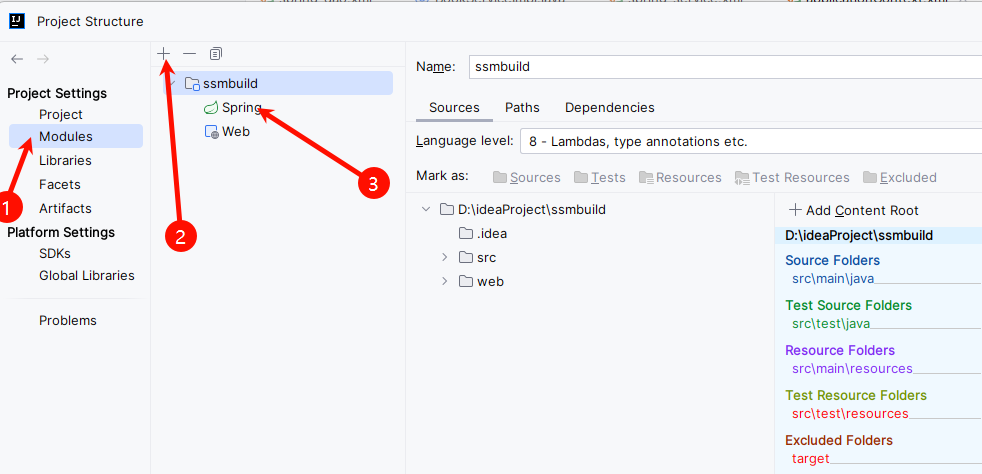 Project Structure
Project Settings
Project
Modules
Libraries
Facets
Artifacts
Platform Settings
SDKs
Global Libraries
Problems
1
2
3
ssmbuild
Spring
Web
Name: ssmbuild
Sources Paths Dependencies
Language level: 8 - Lambdas, type annotations etc.
Mark as: Sources Tests Resources Test Resources Excluded
D:\ideaProject\ssmbuild
.idea
src
web
Add Content Root
D:\ideaProject\ssmbuild
Source Folders
src\main\java
Test Source Folders
src\test\java
Resource Folders
src\main\resources
Test Resource Folders
src\test\resources
Excluded Folders
target